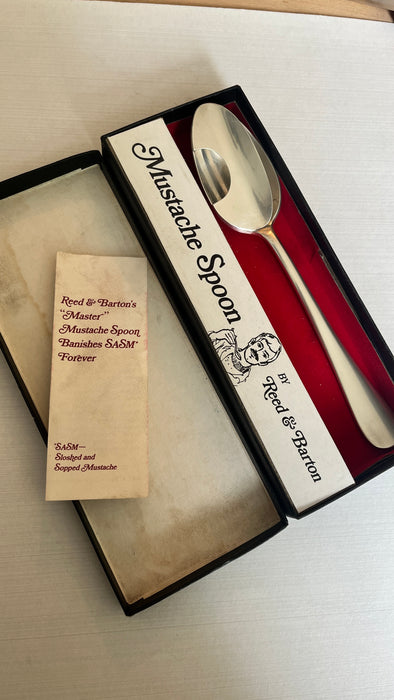 Mustache Spoon
BY
Reed & Barton
Reed & Barton's
"Master"
Mustache Spoon
Banishes SASM*
Forever
*SASM—
Sloshed and
Sopped Mustache